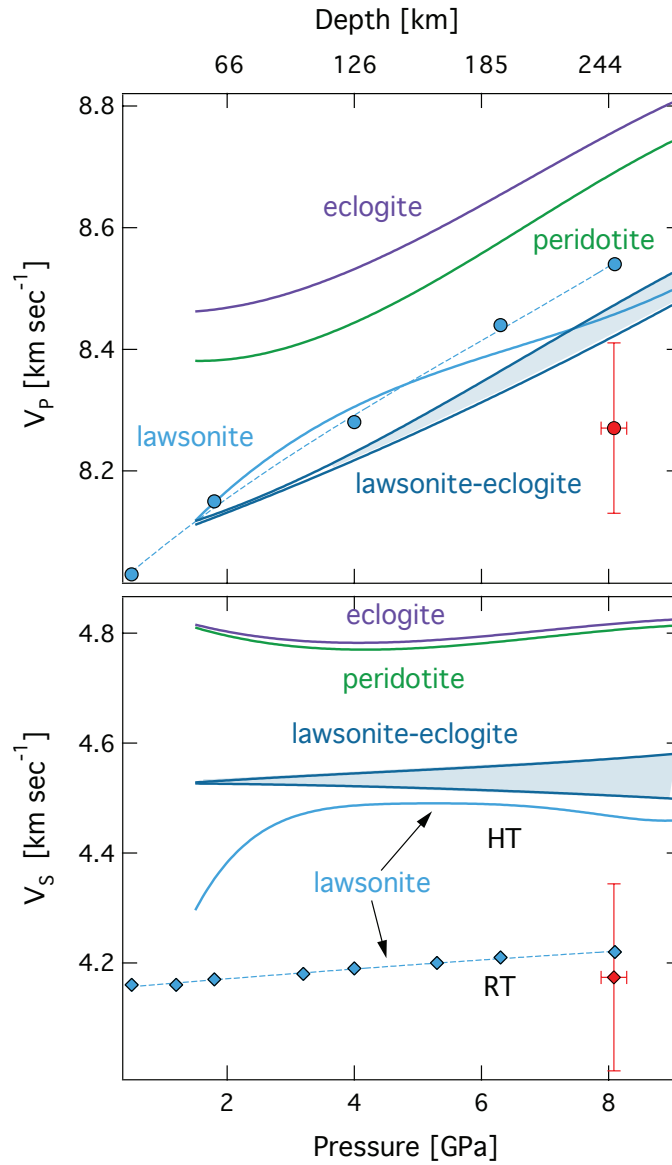 Depth [km]
66 126 185 244
8.8
eclogite
8.6
peridotite
V_P [km sec⁻¹]
8.4
lawsonite
8.2
lawsonite-eclogite
eclogite
4.8
peridotite
lawsonite-eclogite
4.6
V_S [km sec⁻¹]
HT
4.4
lawsonite
4.2
RT
2 4 6 8
Pressure [GPa]